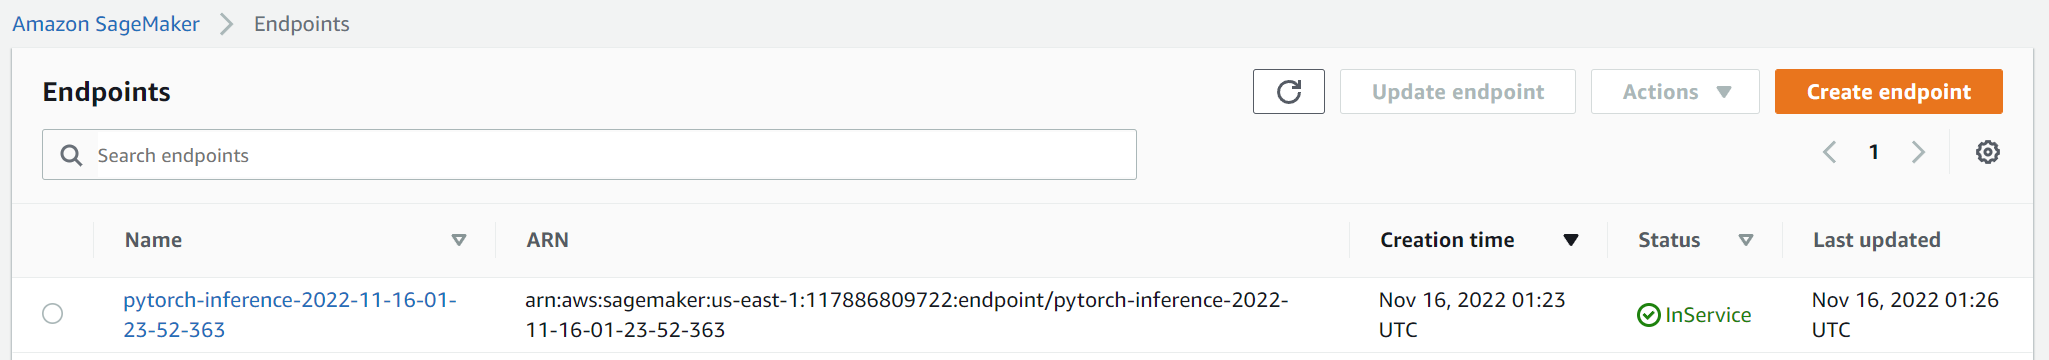 Amazon SageMaker Endpoints
Endpoints
Update endpoint
Actions
Create endpoint
Search endpoints
1
Name ARN Creation time Status Last updated
pytorch-inference-2022-11-16-01-
23-52-363
arn:aws:sagemaker:us-east-1:117886809722:endpoint/pytorch-inference-2022-
11-16-01-23-52-363
Nov 16, 2022 01:23
UTC
InService
Nov 16, 2022 01:26
UTC